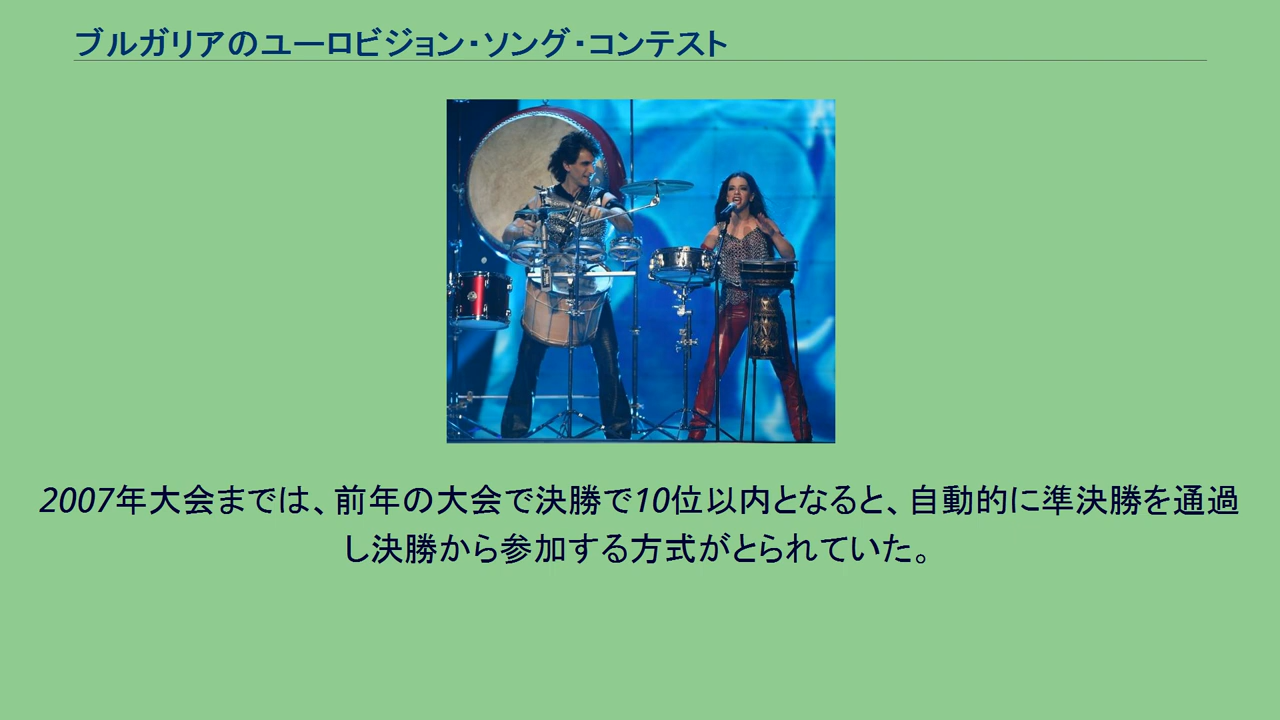 ブルガリアのユーロビジョン・ソング・コンテスト
2007年大会までは、前年の大会で決勝で10位以内となると、自動的に準決勝を通過
し決勝から参加する方式がとられていた。